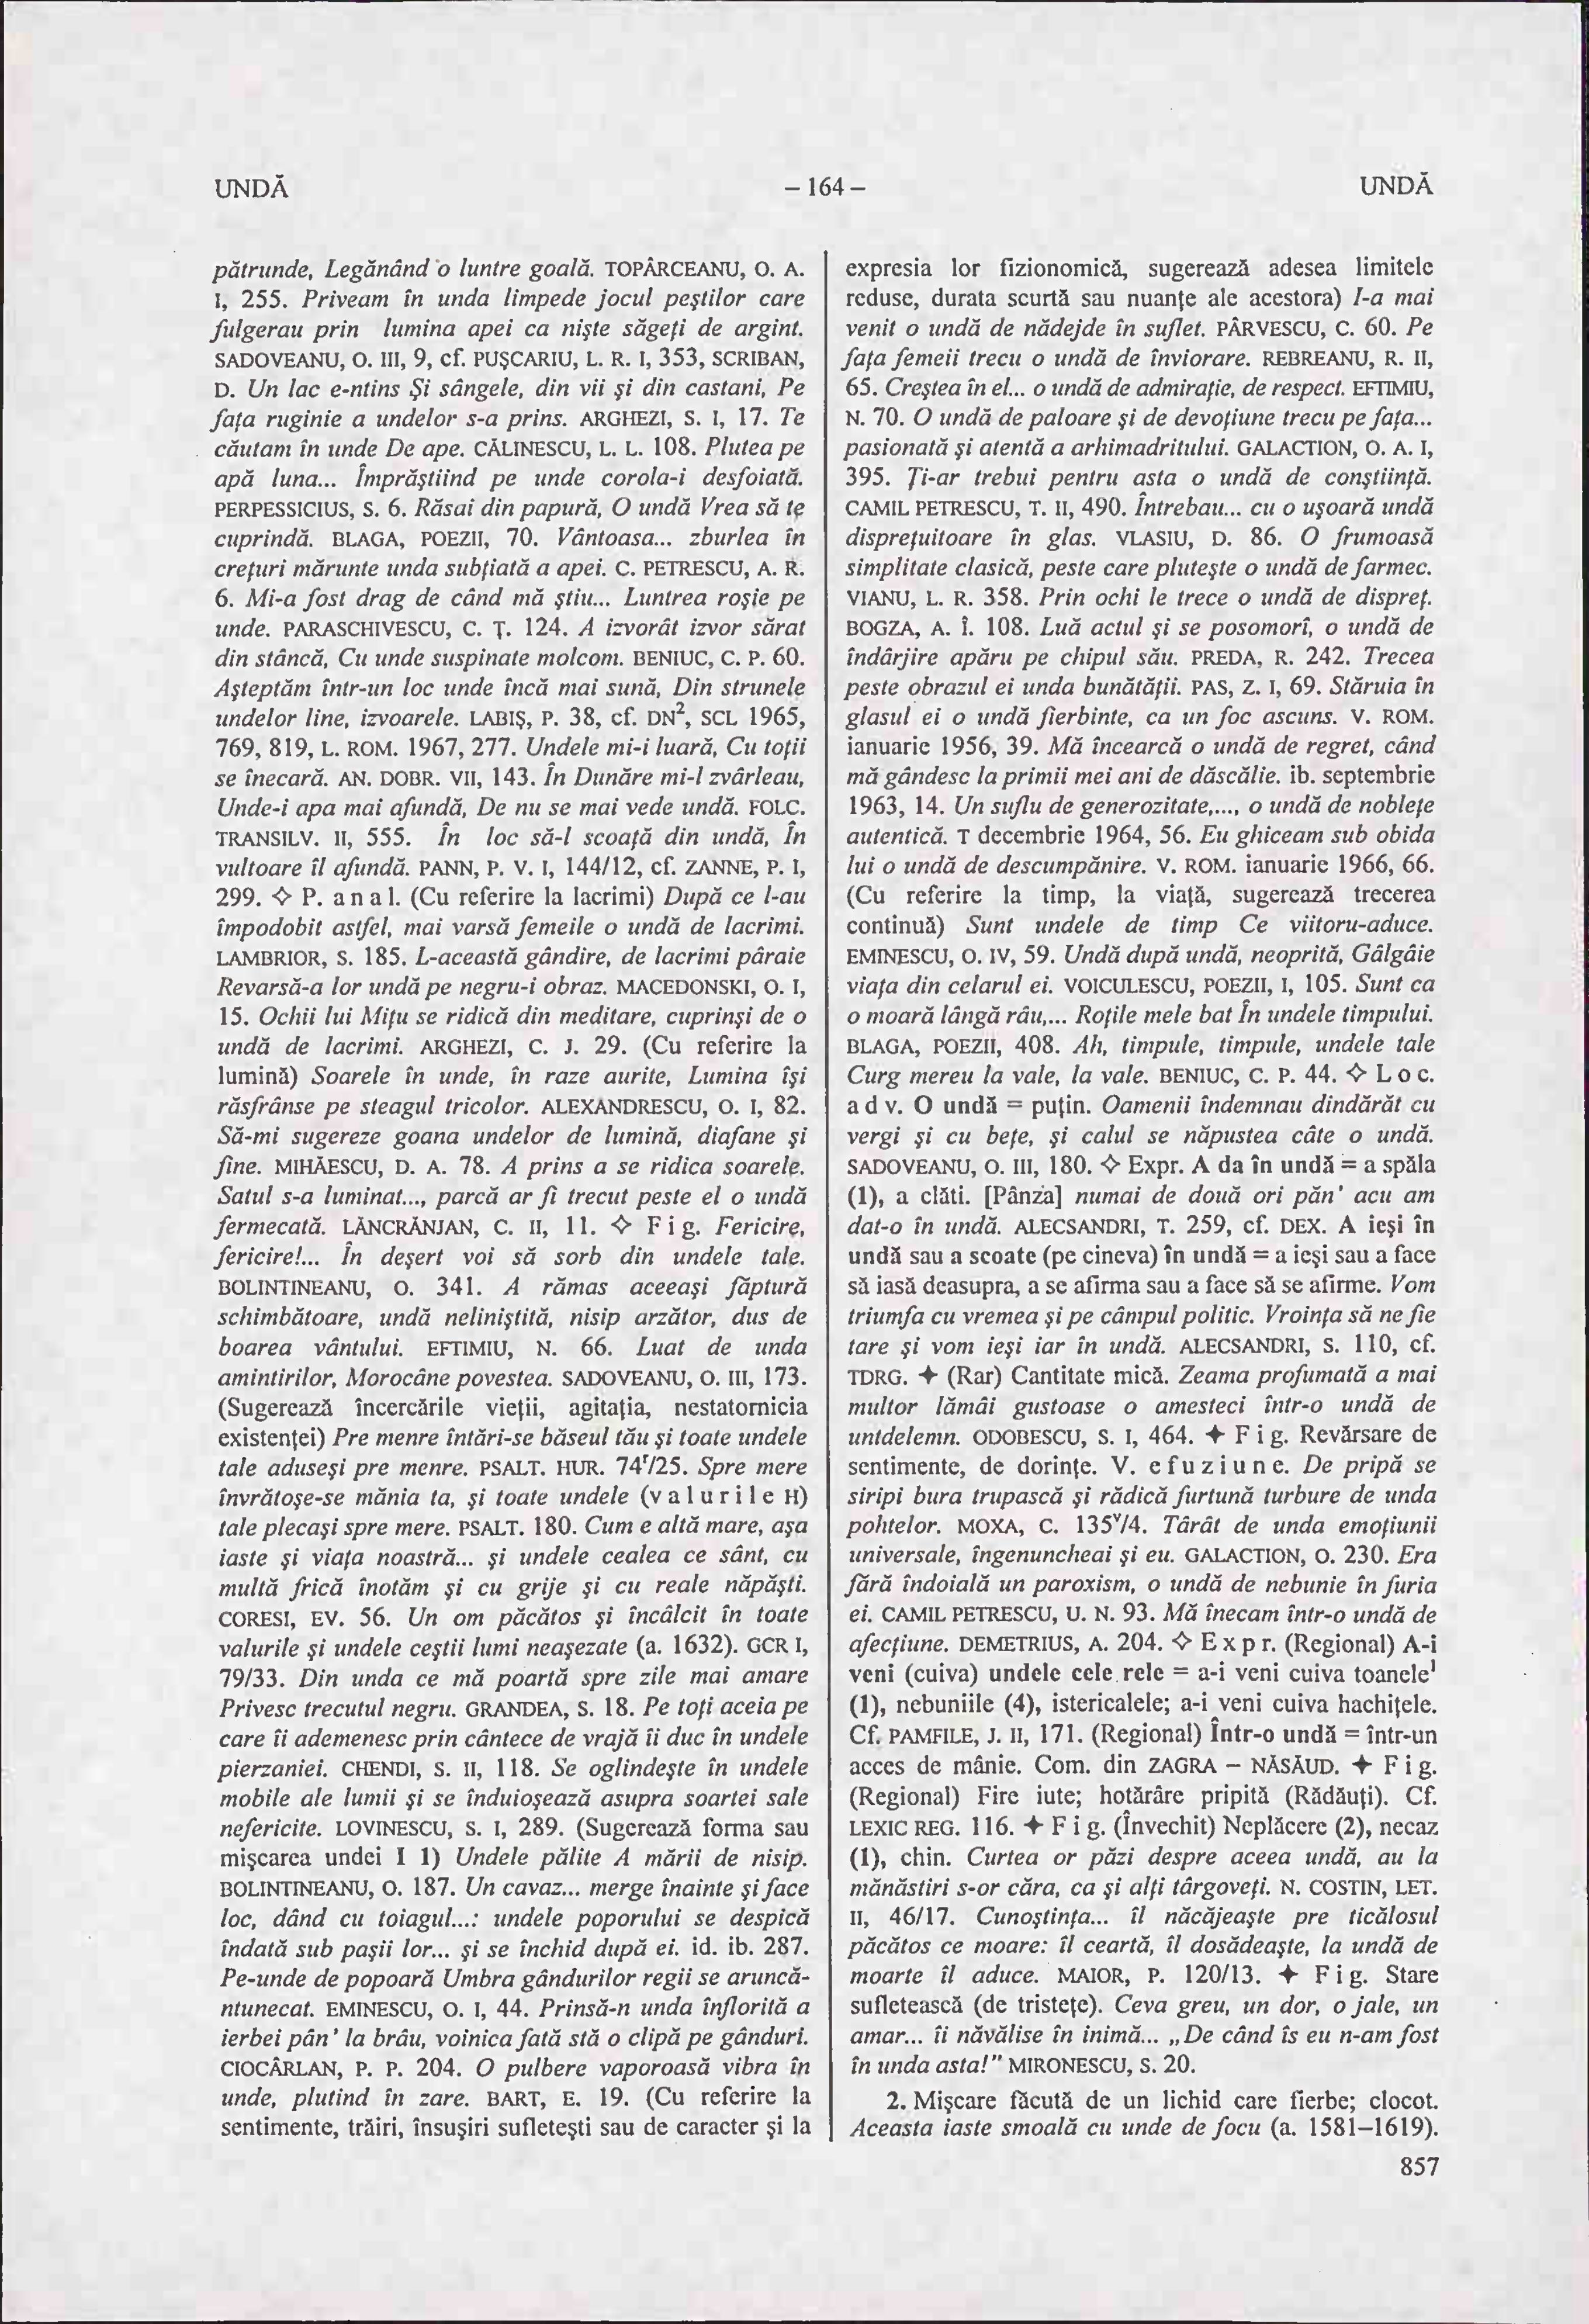 UNDĂ
– 164 –
UNDĂ
pătrunde, Legănând o luntre goală. TOPÂRCEANU, O. A.
I, 255. Priveam în unda limpede jocul peştilor care
fulgerau prin lumina apei ca nişte săgeţi de argint.
SADOVEANU, O. III, 9, cf. PUŞCARIU, L. R. I, 353, SCRIBAN,
D. Un lac e-ntins Şi sângele, din vii şi din castani, Pe
faţa ruginie a undelor s-a prins. ARGHEZI, S. I, 17. Te
căutam în unde De ape. CĂLINESCU, L. L. 108. Plutea pe
apă luna... Împrăştiind pe unde corola-i desfoiată.
PERPESSICIUS, S. 6. Răsai din papură, O undă Vrea să te
cuprindă. BLAGA, POEZII, 70. Vântoasa... zburlea în
creţuri mărunte unda subţiată a apei. C. PETRESCU, A. R.
6. Mi-a fost drag de când mă ştiu... Luntrea roşie pe
unde. PARASCHIVESCU, C. Ţ. 124. A izvorât izvor sărat
din stâncă, Cu unde suspinate molcom. BENIUC, C. P. 60.
Aşteptăm într-un loc unde încă mai sună, Din strunele
undelor line, izvoarele. LABIŞ, P. 38, cf. DN², SCL 1965,
769, 819, L. ROM. 1967, 277. Undele mi-i luară, Cu toţii
se înecară. AN. DOBR. VII, 143. În Dunăre mi-l zvârleau,
Unde-i apa mai afundă, De nu se mai vede undă. FOLC.
TRANSILV. II, 555. În loc să-l scoaţă din undă, În
vultoare îl afundă. PANN, P. V. I, 144/12, cf. ZANNE, P. I,
299. ◇ P. a n a l. (Cu referire la lacrimi) După ce l-au
împodobit astfel, mai varsă femeile o undă de lacrimi.
LAMBRIOR, S. 185. L-această gândire, de lacrimi pâraie
Revarsă-a lor undă pe negru-i obraz. MACEDONSKI, O. I,
15. Ochii lui Miţu se ridică din meditare, cuprinşi de o
undă de lacrimi. ARGHEZI, C. J. 29. (Cu referire la
lumină) Soarele în unde, în raze aurite, Lumina îşi
răsfrânse pe steagul tricolor. ALEXANDRESCU, O. I, 82.
Să-mi sugereze goana undelor de lumină, diafane şi
fine. MIHĂESCU, D. A. 78. A prins a se ridica soarele.
Satul s-a luminat..., parcă ar fi trecut peste el o undă
fermecată. LĂNCRĂNJAN, C. II, 11. ◇ F i g. Fericire,
fericire!... În deşert voi să sorb din undele tale.
BOLINTINEANU, O. 341. A rămas aceeaşi făptură
schimbătoare, undă neliniştită, nisip arzător, dus de
boarea vântului. EFTIMIU, N. 66. Luat de unda
amintirilor, Morocâne povestea. SADOVEANU, O. III, 173.
(Sugerează încercările vieţii, agitaţia, nestatornicia
existenţei) Pre menre întări-se băseul tău şi toate undele
tale aduseşi pre menre. PSALT. HUR. 74ʳ/25. Spre mere
învrătoşe-se mănia ta, şi toate undele (v a l u r i l e H)
tale plecaşi spre mere. PSALT. 180. Cum e altă mare, aşa
iaste şi viaţa noastră... şi undele cealea ce sânt, cu
multă frică înotăm şi cu grije şi cu reale năpăşti.
CORESI, EV. 56. Un om păcătos şi încâlcit în toate
valurile şi undele ceştii lumi neaşezate (a. 1632). GCR I,
79/33. Din unda ce mă poartă spre zile mai amare
Privesc trecutul negru. GRANDEA, S. 18. Pe toţi aceia pe
care îi ademenesc prin cântece de vrajă îi duc în undele
pierzaniei. CHENDI, S. II, 118. Se oglindeşte în undele
mobile ale lumii şi se înduioşează asupra soartei sale
nefericite. LOVINESCU, S. I, 289. (Sugerează forma sau
mişcarea undei I 1) Undele pălite A mării de nisip.
BOLINTINEANU, O. 187. Un cavaz... merge înainte şi face
loc, dând cu toiagul...: undele poporului se despică
îndată sub paşii lor... şi se închid după ei. id. ib. 287.
Pe-unde de popoară Umbra gândurilor regii se aruncă-
ntunecat. EMINESCU, O. I, 44. Prinsă-n unda înflorită a
ierbei pân' la brâu, voinica fată stă o clipă pe gânduri.
CIOCÂRLAN, P. P. 204. O pulbere vaporoasă vibra în
unde, plutind în zare. BART, E. 19. (Cu referire la
sentimente, trăiri, însuşiri sufleteşti sau de caracter şi la
expresia lor fizionomică, sugerează adesea limitele
reduse, durata scurtă sau nuanţe ale acestora) I-a mai
venit o undă de nădejde în suflet. PÂRVESCU, C. 60. Pe
faţa femeii trecu o undă de înviorare. REBREANU, R. II,
65. Creştea în el... o undă de admiraţie, de respect. EFTIMIU,
N. 70. O undă de paloare şi de devoţiune trecu pe faţa...
pasionată şi atentă a arhimadritului. GALACTION, O. A. I,
395. Ţi-ar trebui pentru asta o undă de conştiinţă.
CAMIL PETRESCU, T. II, 490. Întrebau... cu o uşoară undă
dispreţuitoare în glas. VLASIU, D. 86. O frumoasă
simplitate clasică, peste care pluteşte o undă de farmec.
VIANU, L. R. 358. Prin ochi le trece o undă de dispreţ.
BOGZA, A. Î. 108. Luă actul şi se posomorî, o undă de
îndârjire apăru pe chipul său. PREDA, R. 242. Trecea
peste obrazul ei unda bunătăţii. PAS, Z. I, 69. Stăruia în
glasul ei o undă fierbinte, ca un foc ascuns. V. ROM.
ianuarie 1956, 39. Mă încearcă o undă de regret, când
mă gândesc la primii mei ani de dăscălie. ib. septembrie
1963, 14. Un suflu de generozitate,..., o undă de nobleţe
autentică. T decembrie 1964, 56. Eu ghiceam sub obida
lui o undă de descumpănire. V. ROM. ianuarie 1966, 66.
(Cu referire la timp, la viaţă, sugerează trecerea
continuă) Sunt undele de timp Ce viitoru-aduce.
EMINESCU, O. IV, 59. Undă după undă, neoprită, Gâlgâie
viaţa din celarul ei. VOICULESCU, POEZII, I, 105. Sunt ca
o moară lângă râu,... Roţile mele bat În undele timpului.
BLAGA, POEZII, 408. Ah, timpule, timpule, undele tale
Curg mereu la vale, la vale. BENIUC, C. P. 44. ◇ L o c.
a d v. O undă = puţin. Oamenii îndemnau dindărăt cu
vergi şi cu beţe, şi calul se năpustea câte o undă.
SADOVEANU, O. III, 180. ◇ Expr. A da în undă = a spăla
(1), a clăti. [Pânza] numai de două ori păn' acu am
dat-o în undă. ALECSANDRI, T. 259, cf. DEX. A ieşi în
undă sau a scoate (pe cineva) în undă = a ieşi sau a face
să iasă deasupra, a se afirma sau a face să se afirme. Vom
triumfa cu vremea şi pe câmpul politic. Vroinţa să ne fie
tare şi vom ieşi iar în undă. ALECSANDRI, S. 110, cf.
TDRG. ✦ (Rar) Cantitate mică. Zeama profumată a mai
multor lămâi gustoase o amesteci într-o undă de
untdelemn. ODOBESCU, S. I, 464. ✦ F i g. Revărsare de
sentimente, de dorinţe. V. e f u z i u n e. De pripă se
siripi bura trupască şi rădică furtună turbure de unda
pohtelor. MOXA, C. 135ᵛ/4. Târât de unda emoţiunii
universale, îngenuncheai şi eu. GALACTION, O. 230. Era
fără îndoială un paroxism, o undă de nebunie în furia
ei. CAMIL PETRESCU, U. N. 93. Mă înecam într-o undă de
afecţiune. DEMETRIUS, A. 204. ◇ E x p r. (Regional) A-i
veni (cuiva) undele cele rele = a-i veni cuiva toanele¹
(1), nebuniile (4), istericalele; a-i veni cuiva hachiţele.
Cf. PAMFILE, J. II, 171. (Regional) Într-o undă = într-un
acces de mânie. Com. din ZAGRA – NĂSĂUD. ✦ F i g.
(Regional) Fire iute; hotărâre pripită (Rădăuţi). Cf.
LEXIC REG. 116. ✦ F i g. (Învechit) Neplăcere (2), necaz
(1), chin. Curtea or păzi despre aceea undă, au la
mănăstiri s-or căra, ca şi alţi târgoveţi. N. COSTIN, LET.
II, 46/17. Cunoştinţa... îl năcăjeaşte pre ticălosul
păcătos ce moare: îl ceartă, îl dosădeaşte, la undă de
moarte îl aduce. MAIOR, P. 120/13. ✦ F i g. Stare
sufletească (de tristeţe). Ceva greu, un dor, o jale, un
amar... îi năvălise în inimă... „De când îs eu n-am fost
în unda asta!" MIRONESCU, S. 20.
2. Mişcare făcută de un lichid care fierbe; clocot.
Aceasta iaste smoală cu unde de focu (a. 1581–1619).
857